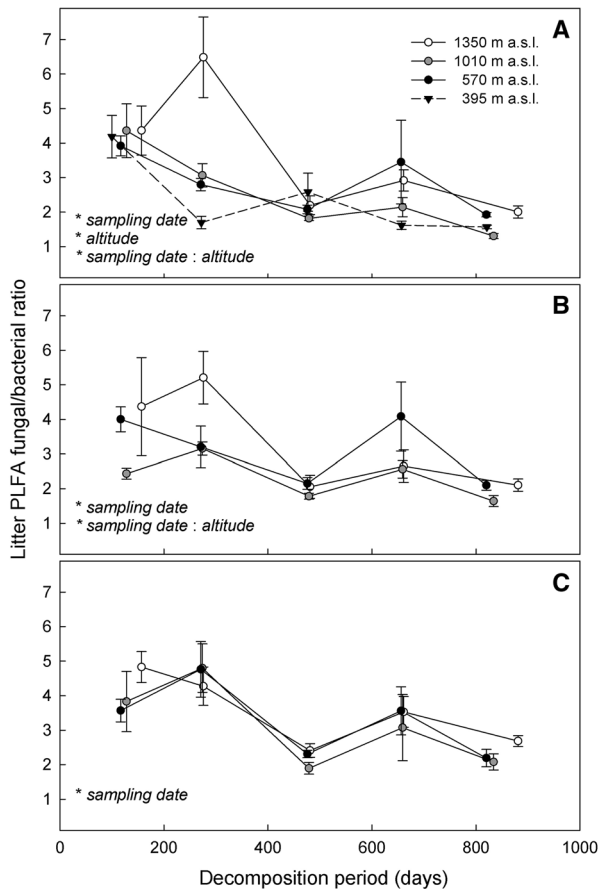 A
1350 m a.s.l.
1010 m a.s.l.
570 m a.s.l.
395 m a.s.l.
7
6
5
4
3
2
1
* sampling date
* altitude
* sampling date : altitude
B
7
6
5
4
3
2
1
* sampling date
* sampling date : altitude
Litter PLFA fungal/bacterial ratio
C
7
6
5
4
3
2
1
* sampling date
0 200 400 600 800 1000
Decomposition period (days)